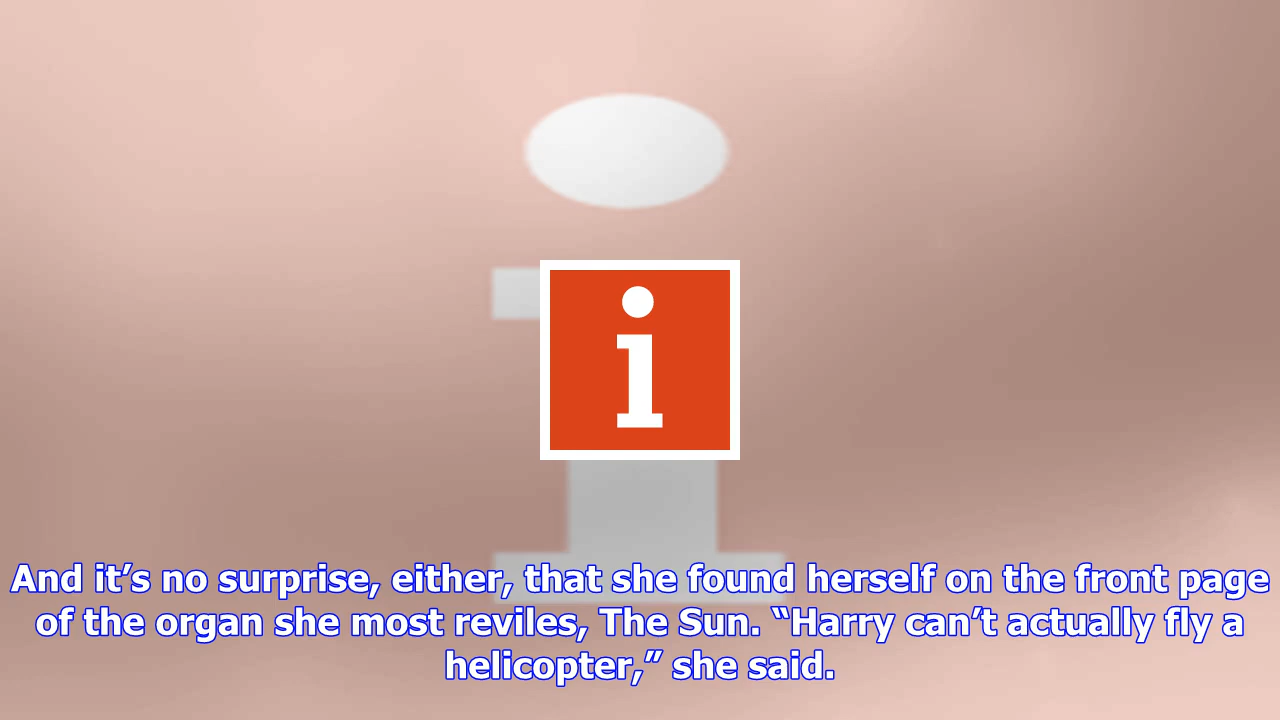 i
And it’s no surprise, either, that she found herself on the front page
of the organ she most reviles, The Sun. “Harry can’t actually fly a
helicopter,” she said.